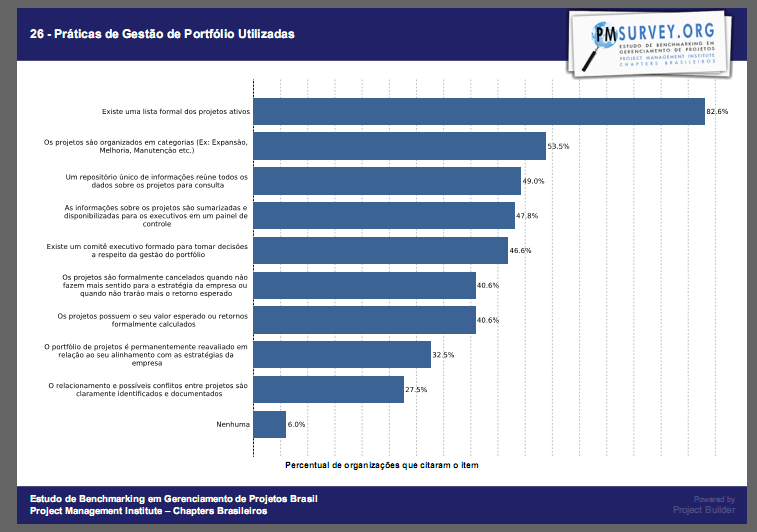 26 - Práticas de Gestão de Portfólio Utilizadas
PMSURVEY.ORG
ESTUDO DE BENCHMARKING EM
GERENCIAMENTO DE PROJETOS
PROJECT MANAGEMENT INSTITUTE
CHAPTERS BRASILEIROS
Existe uma lista formal dos projetos ativos
82.6%
Os projetos são organizados em categorias (Ex: Expansão,
Melhoria, Manutenção etc.)
53.5%
Um repositório único de informações reúne todos os
dados sobre os projetos para consulta
49.0%
As informações sobre os projetos são sumarizadas e
disponibilizadas para os executivos em um painel de
controle
47.8%
Existe um comitê executivo formado para tomar decisões
a respeito da gestão do portfólio
46.6%
Os projetos são formalmente cancelados quando não
fazem mais sentido para a estratégia da empresa ou
quando não trarão mais o retorno esperado
40.6%
Os projetos possuem o seu valor esperado ou retornos
formalmente calculados
40.6%
O portfólio de projetos é permanentemente reavaliado em
relação ao seu alinhamento com as estratégias da
empresa
32.5%
O relacionamento e possíveis conflitos entre projetos são
claramente identificados e documentados
27.5%
Nenhuma
6.0%
Percentual de organizações que citaram o item
Estudo de Benchmarking em Gerenciamento de Projetos Brasil
Project Management Institute – Chapters Brasileiros
Powered by
Project Builder